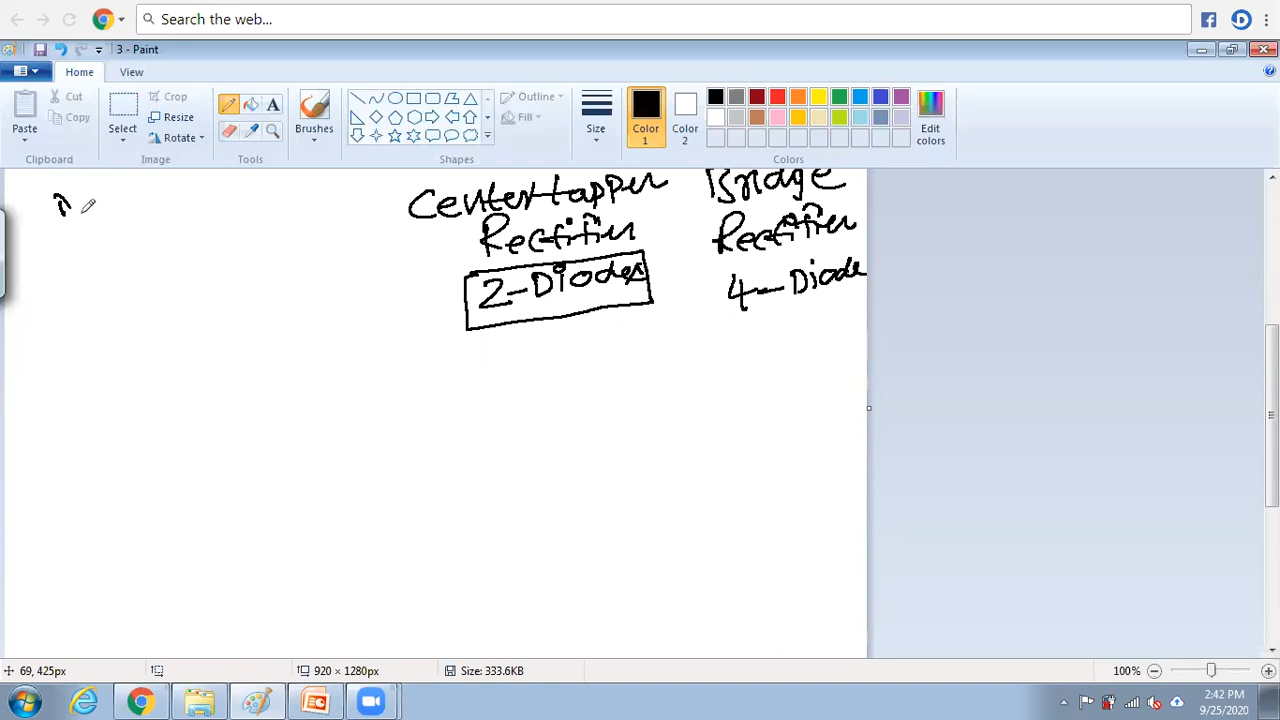 Search the web...
3 - Paint
Home View
Paste
Cut
Copy
Clipboard
Select
Crop
Resize
Rotate
Image
A
Tools
Brushes
Outline
Fill
Shapes
Size
Color 1
Color 2
Edit colors
Colors
Centertapper Bridge
Rectifier Rectifier
2-Diodes 4-Diode
69, 425px
920 × 1280px
Size: 333.6KB
100%
2:42 PM
9/25/2020